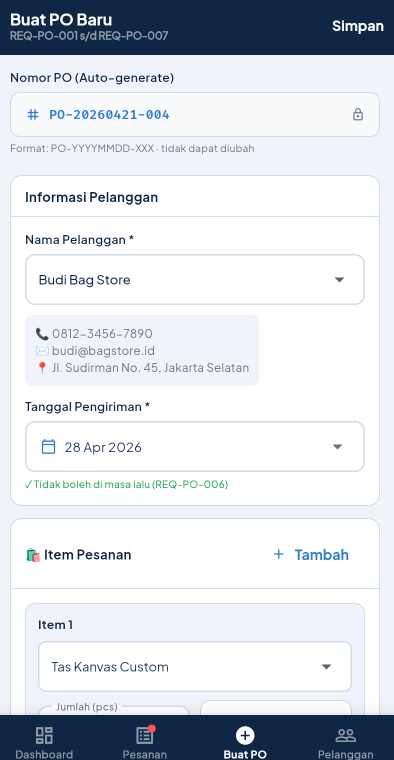 Buat PO Baru
REQ-PO-001 s/d REQ-PO-007
Simpan
Nomor PO (Auto-generate)
# PO-20260421-004
Format: PO-YYYYMMDD-XXX · tidak dapat diubah
Informasi Pelanggan
Nama Pelanggan *
Budi Bag Store
📞 0812-3456-7890
✉️ budi@bagstore.id
📍 Jl. Sudirman No. 45, Jakarta Selatan
Tanggal Pengiriman *
28 Apr 2026
✓ Tidak boleh di masa lalu (REQ-PO-006)
🛍️ Item Pesanan
+ Tambah
Item 1
Tas Kanvas Custom
Jumlah (pcs)
Dashboard
Pesanan
Buat PO
Pelanggan